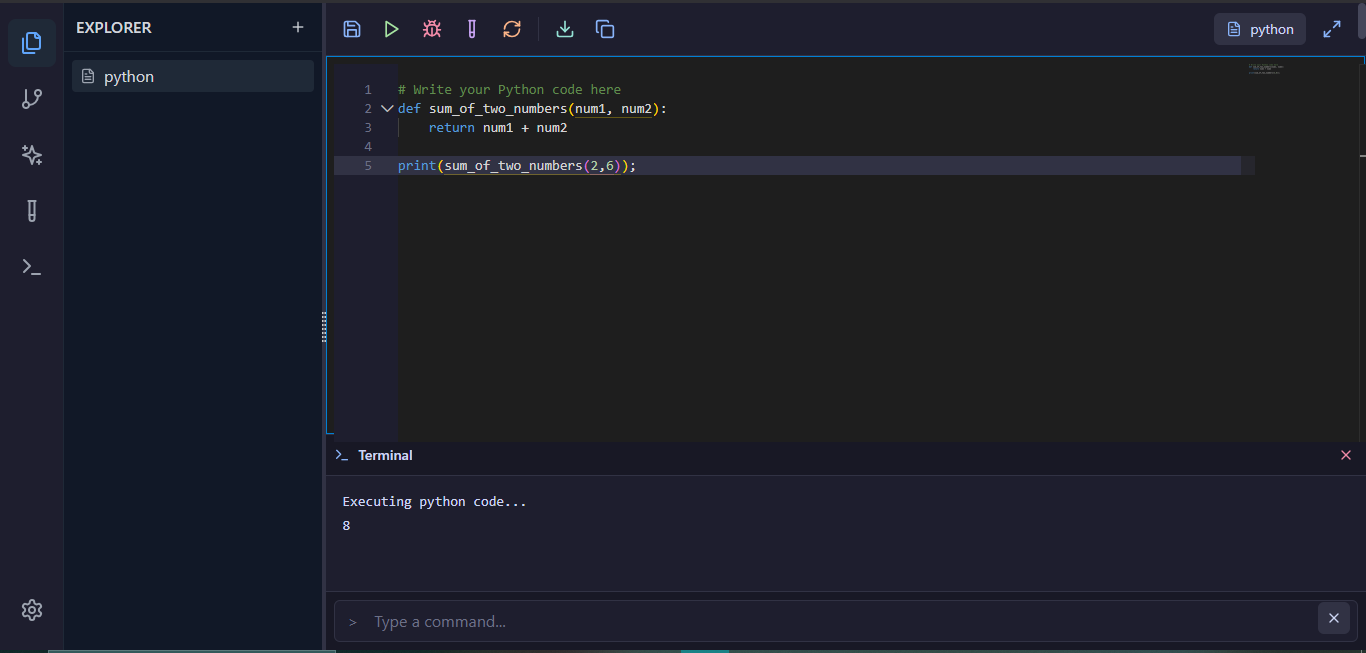 EXPLORER
python
python
1 # Write your Python code here
2 def sum_of_two_numbers(num1, num2):
3     return num1 + num2
4
5 print(sum_of_two_numbers(2,6));
Terminal
Executing python code...
8
> Type a command...